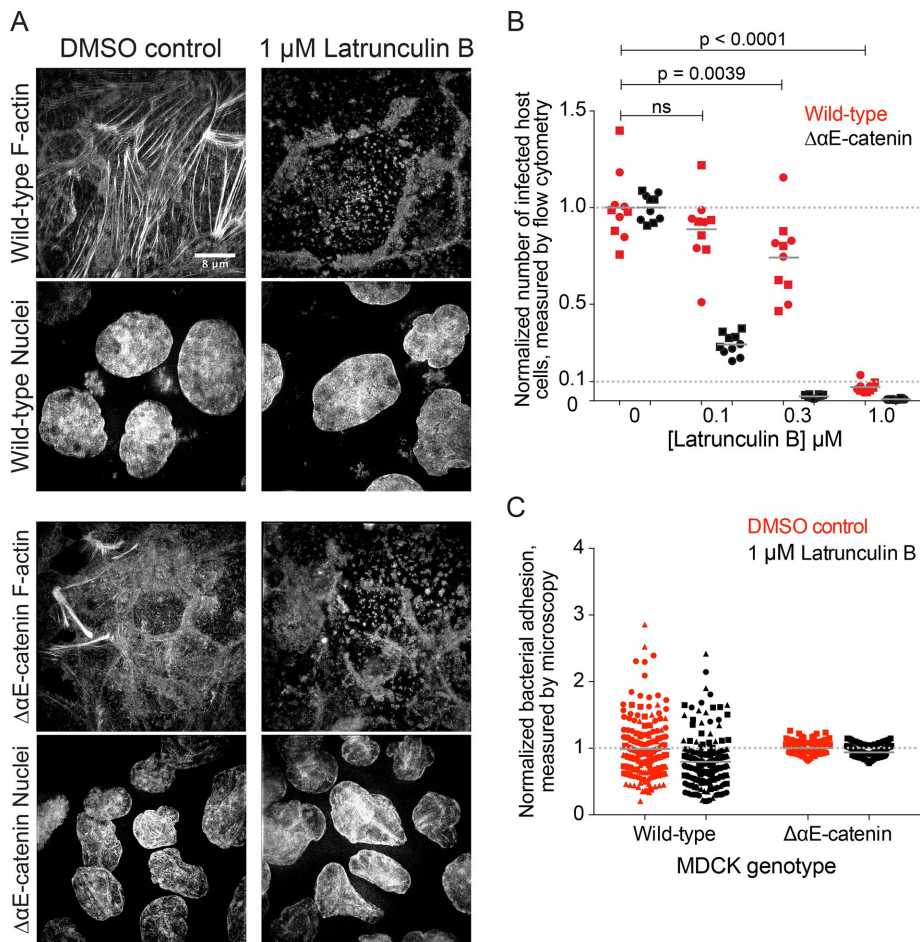 A
DMSO control
1 μM Latrunculin B
Wild-type F-actin
8 μm
Wild-type Nuclei
ΔαE-catenin F-actin
ΔαE-catenin Nuclei
B
p < 0.0001
p = 0.0039
ns
Wild-type
ΔαE-catenin
Normalized number of infected host
cells, measured by flow cytometry
1.5
1.0
0.5
0.1
0
0
0.1
0.3
1.0
[Latrunculin B] μM
C
DMSO control
1 μM Latrunculin B
Normalized bacterial adhesion,
measured by microscopy
4
3
2
1
0
Wild-type
ΔαE-catenin
MDCK genotype